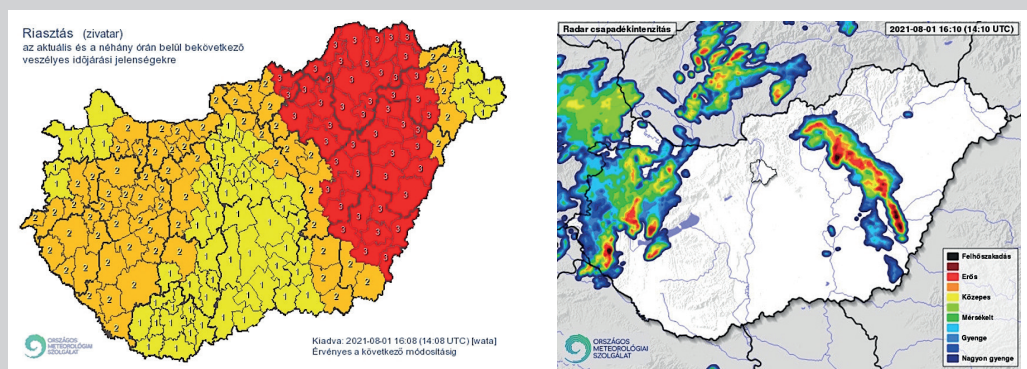 Riasztás (zivatar)
az aktuális és a néhány órán belül bekövetkező
veszélyes időjárási jelenségekre
ORSZÁGOS
METEOROLÓGIAI
SZOLGÁLAT
Kiadva: 2021-08-01 16:08 (14:08 UTC) [wata]
Érvényes a következő módosításig
Radar csapadékintenzitás
2021-08-01 16:10 (14:10 UTC)
Felhőszakadás
Erős
Közepes
Mérsékelt
Gyenge
Nagyon gyenge
ORSZÁGOS
METEOROLÓGIAI
SZOLGÁLAT